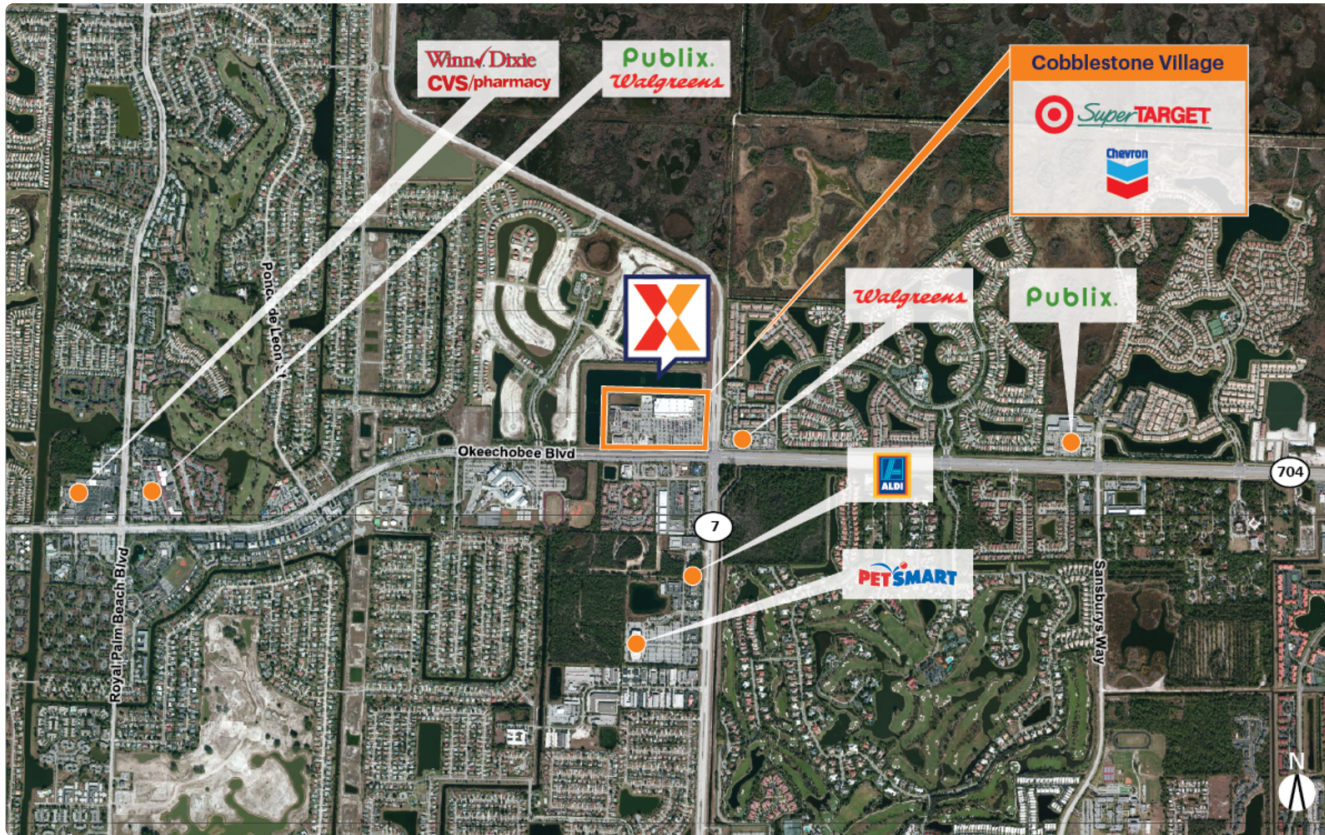 Winn Dixie
CVS/pharmacy
Publix.
Walgreens
Cobblestone Village
SuperTARGET
Chevron
Ponce de Leon St
Walgreens
Publix.
Okeechobee Blvd
704
ALDI
7
PETSMART
Royal Palm Beach Blvd
Sansburys Way
N